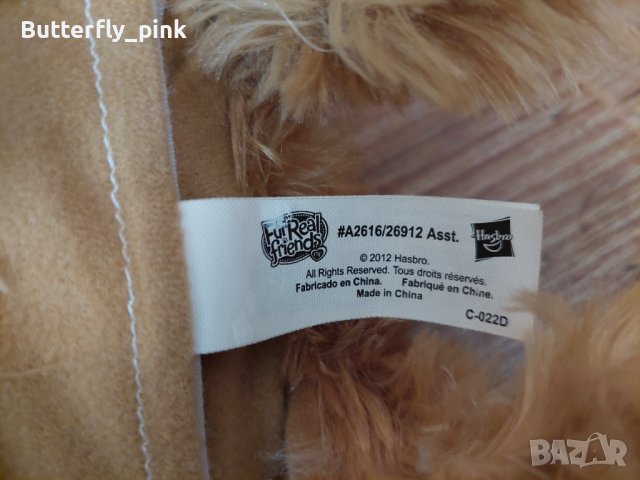 Butterfly_pink
FurReal
friends
#A2616/26912 Asst.
Hasbro
© 2012 Hasbro.
All Rights Reserved. Tous droits réservés.
Fabricado en China. Fabriqué en Chine.
Made in China
C-022D
BAZAR